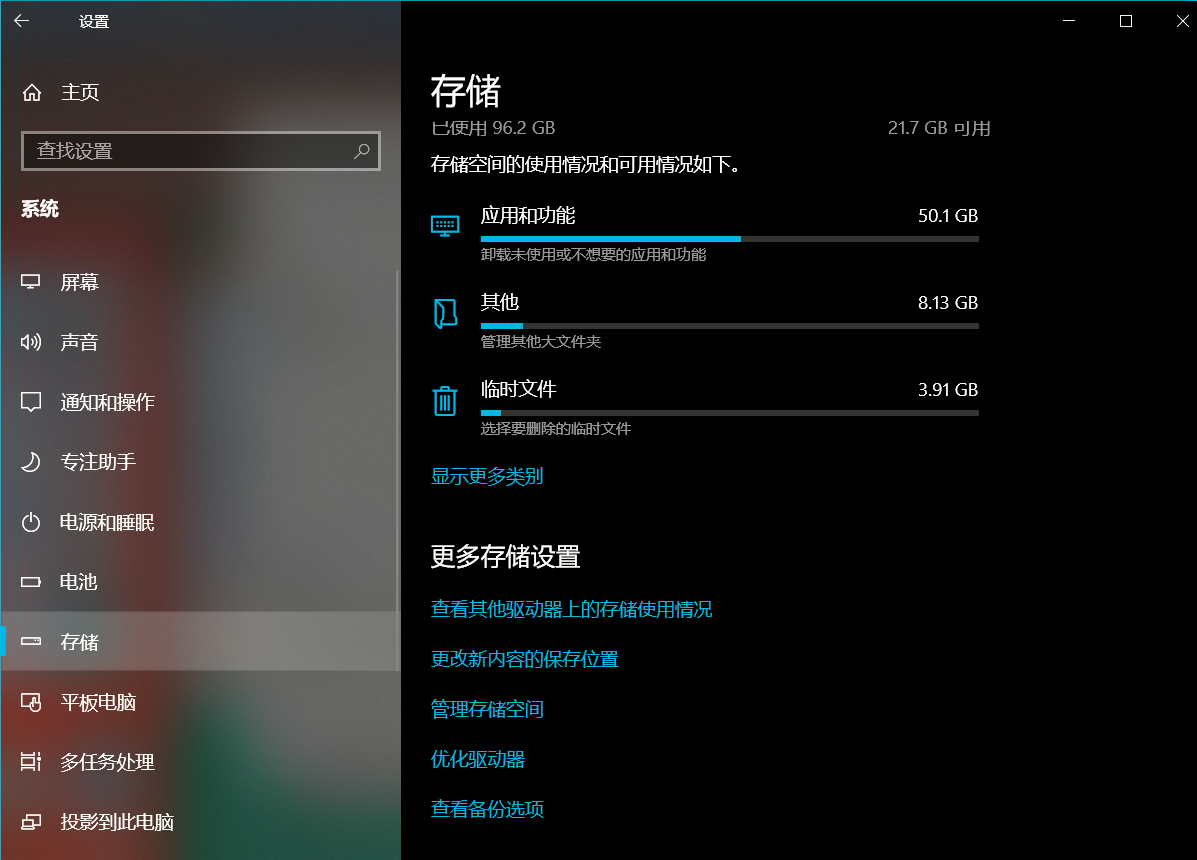 设置
主页
查找设置
系统
屏幕
声音
通知和操作
专注助手
电源和睡眠
电池
存储
平板电脑
多任务处理
投影到此电脑
存储
已使用 96.2 GB
21.7 GB 可用
存储空间的使用情况和可用情况如下。
应用和功能
50.1 GB
卸载未使用或不想要的应用和功能
其他
8.13 GB
管理其他大文件夹
临时文件
3.91 GB
选择要删除的临时文件
显示更多类别
更多存储设置
查看其他驱动器上的存储使用情况
更改新内容的保存位置
管理存储空间
优化驱动器
查看备份选项